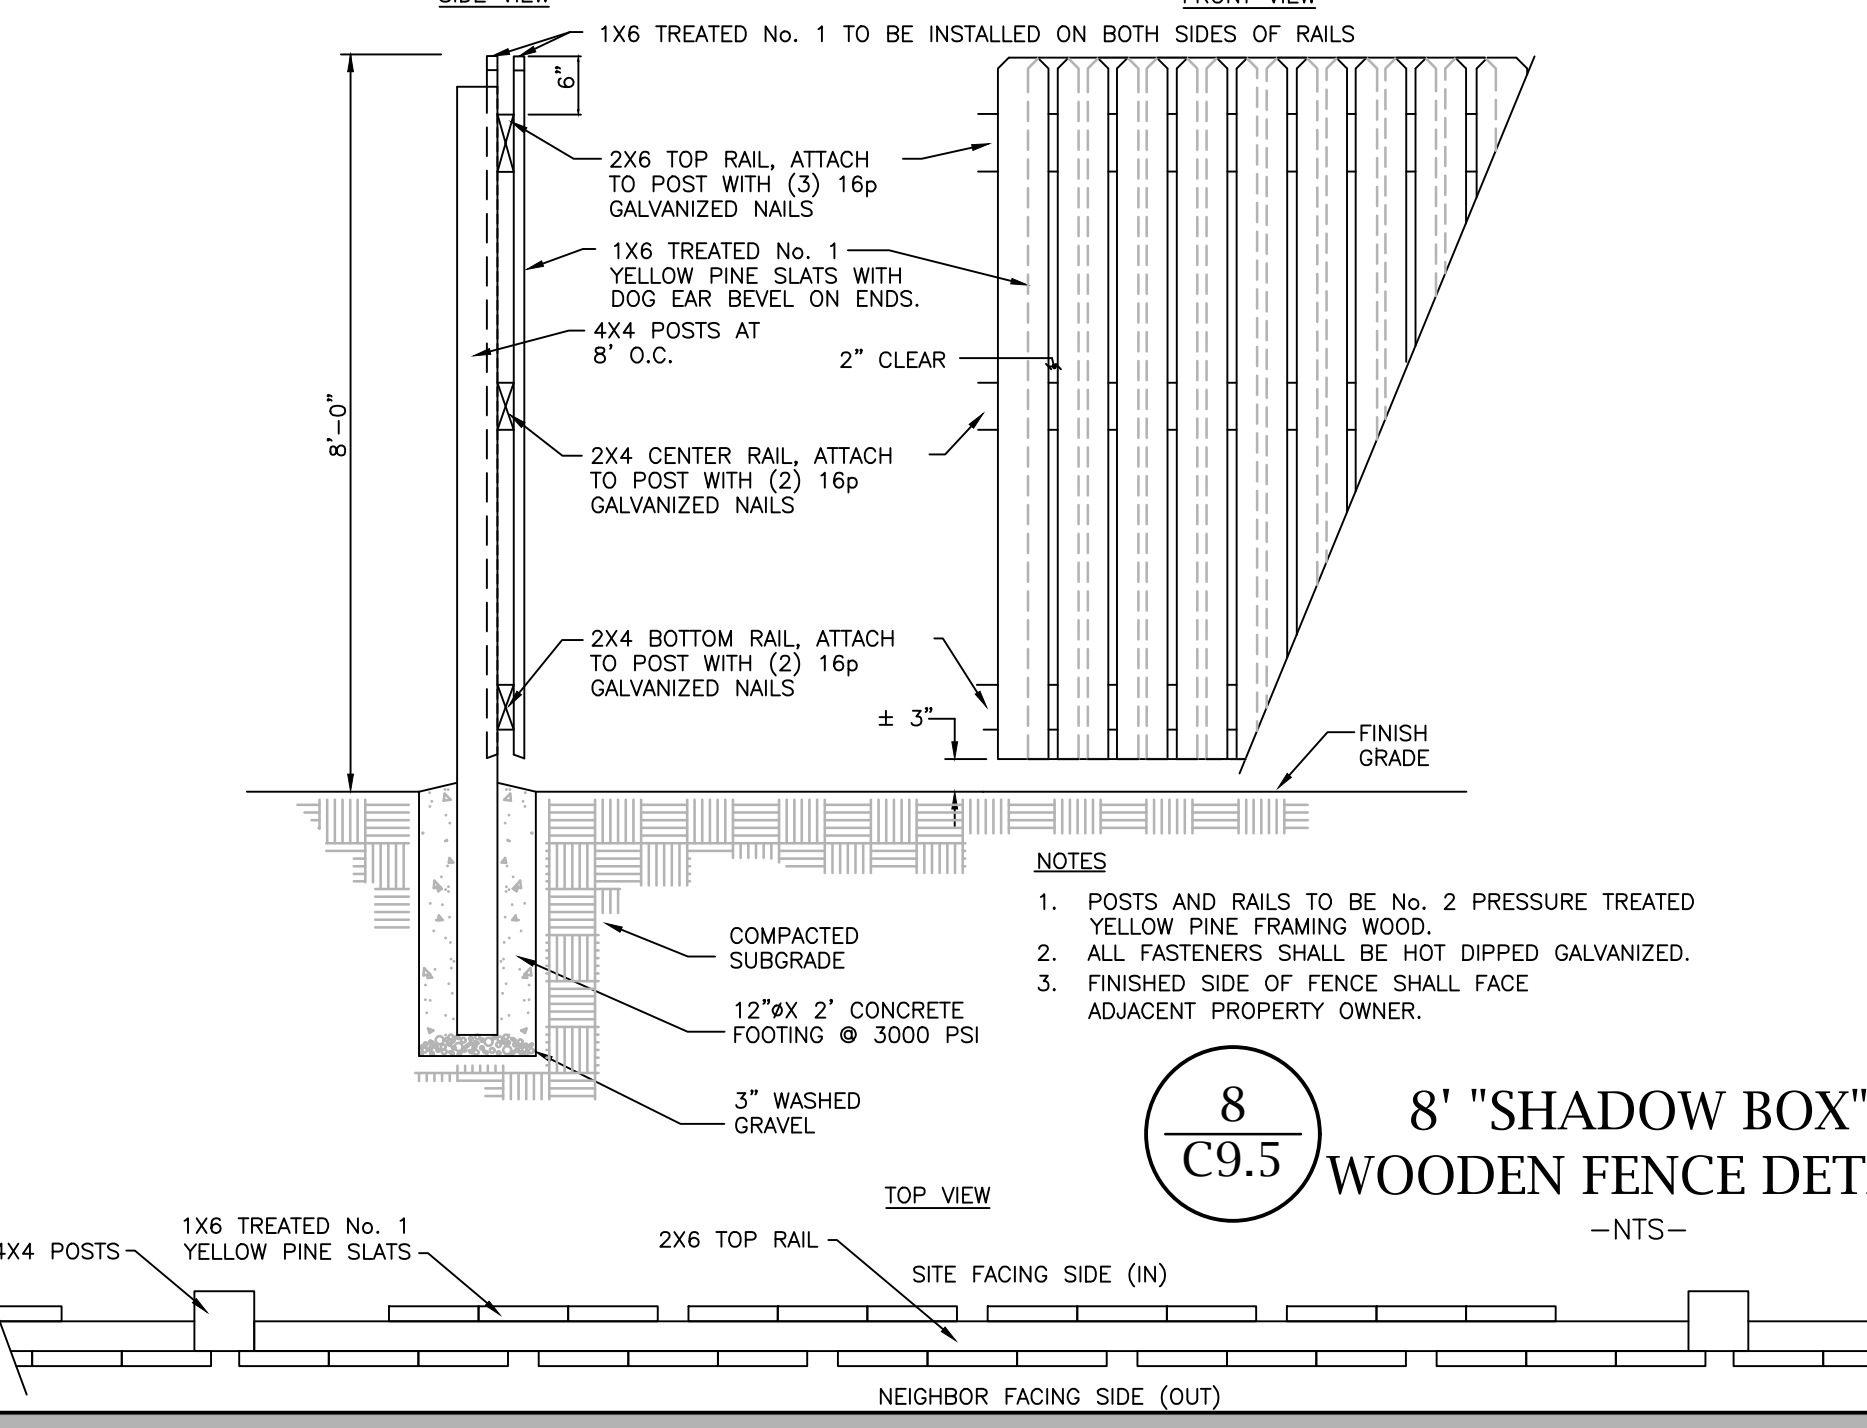 SIDE VIEW
FRONT VIEW
1X6 TREATED No. 1 TO BE INSTALLED ON BOTH SIDES OF RAILS
6"
2X6 TOP RAIL, ATTACH
TO POST WITH (3) 16p
GALVANIZED NAILS
1X6 TREATED No. 1
YELLOW PINE SLATS WITH
DOG EAR BEVEL ON ENDS.
4X4 POSTS AT
8' O.C.
2" CLEAR
8'-0"
2X4 CENTER RAIL, ATTACH
TO POST WITH (2) 16p
GALVANIZED NAILS
2X4 BOTTOM RAIL, ATTACH
TO POST WITH (2) 16p
GALVANIZED NAILS
± 3"
FINISH
GRADE
NOTES
1. POSTS AND RAILS TO BE No. 2 PRESSURE TREATED
YELLOW PINE FRAMING WOOD.
2. ALL FASTENERS SHALL BE HOT DIPPED GALVANIZED.
3. FINISHED SIDE OF FENCE SHALL FACE
ADJACENT PROPERTY OWNER.
COMPACTED
SUBGRADE
12"øX 2' CONCRETE
FOOTING @ 3000 PSI
3" WASHED
GRAVEL
8
C9.5
8' "SHADOW BOX"
WOODEN FENCE
-NTS-
TOP VIEW
1X6 TREATED No. 1
YELLOW PINE SLATS
4X4 POSTS
2X6 TOP RAIL
SITE FACING SIDE (IN)
NEIGHBOR FACING SIDE (OUT)